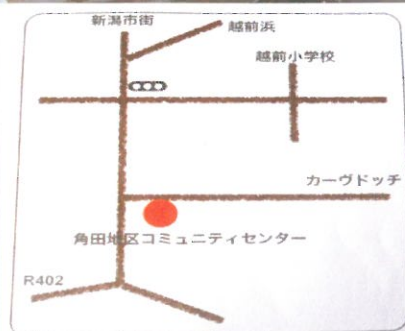 新潟市街
越前浜
越前小学校
カーヴドッチ
角田地区コミュニティセンター
R402